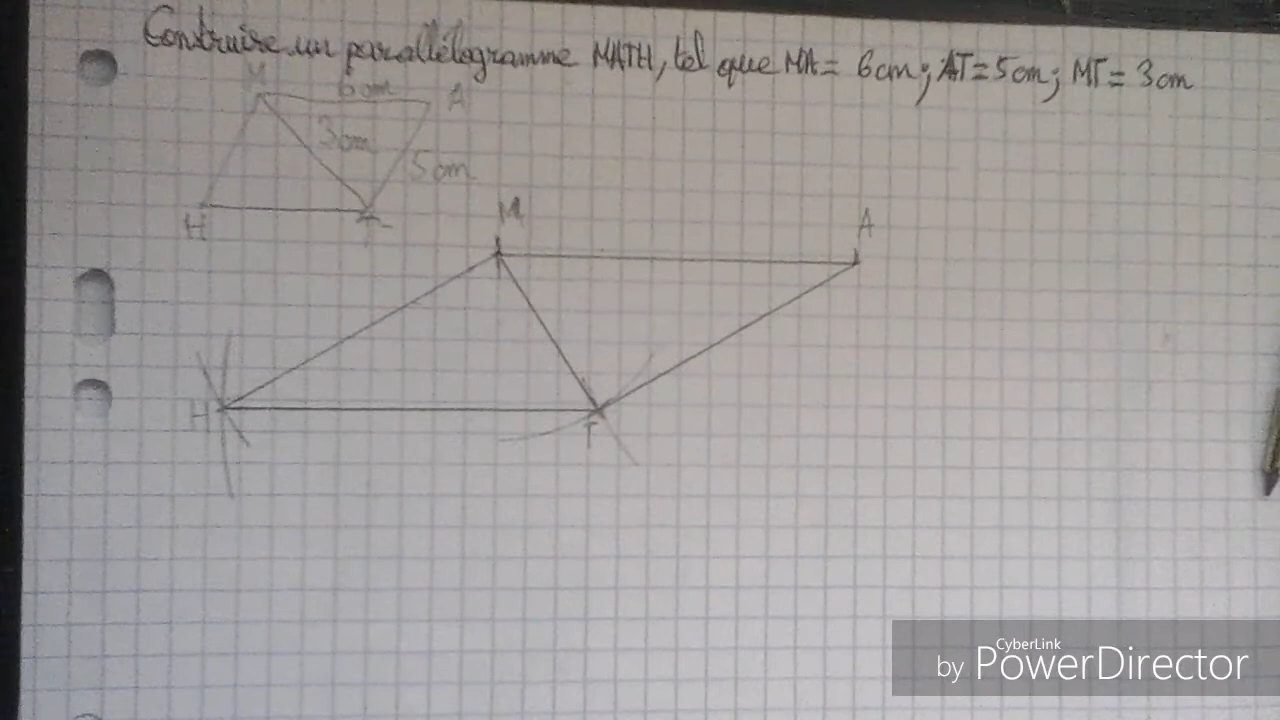 Construire un parallélogramme MATH, tel que MA = 6cm ; AT = 5cm ; MT = 3cm
M 6cm A
3cm
5cm
H T
M A
H T
CyberLink
by PowerDirector